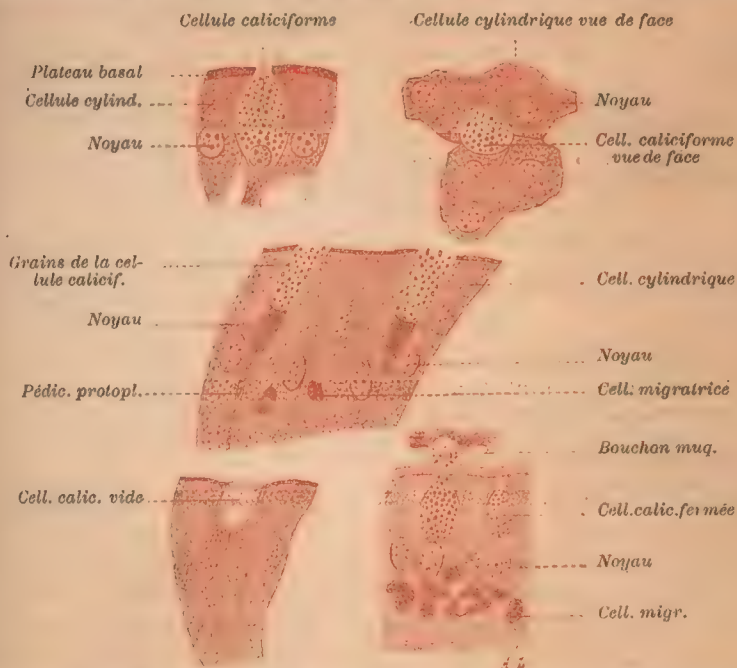 Cellule caliciforme
Cellule cylindrique vue de face
Plateau basal
Cellule cylind.
Noyau
Noyau
Cell. caliciforme
vue de face
Grains de la cel-
lule calicif.
Noyau
Pédic. protopl.
Cell. cylindrique
Noyau
Cell. migratrice
Bouchon muq.
Cell. calic. vide
Cell. calic. fermée
Noyau
Cell. migr.